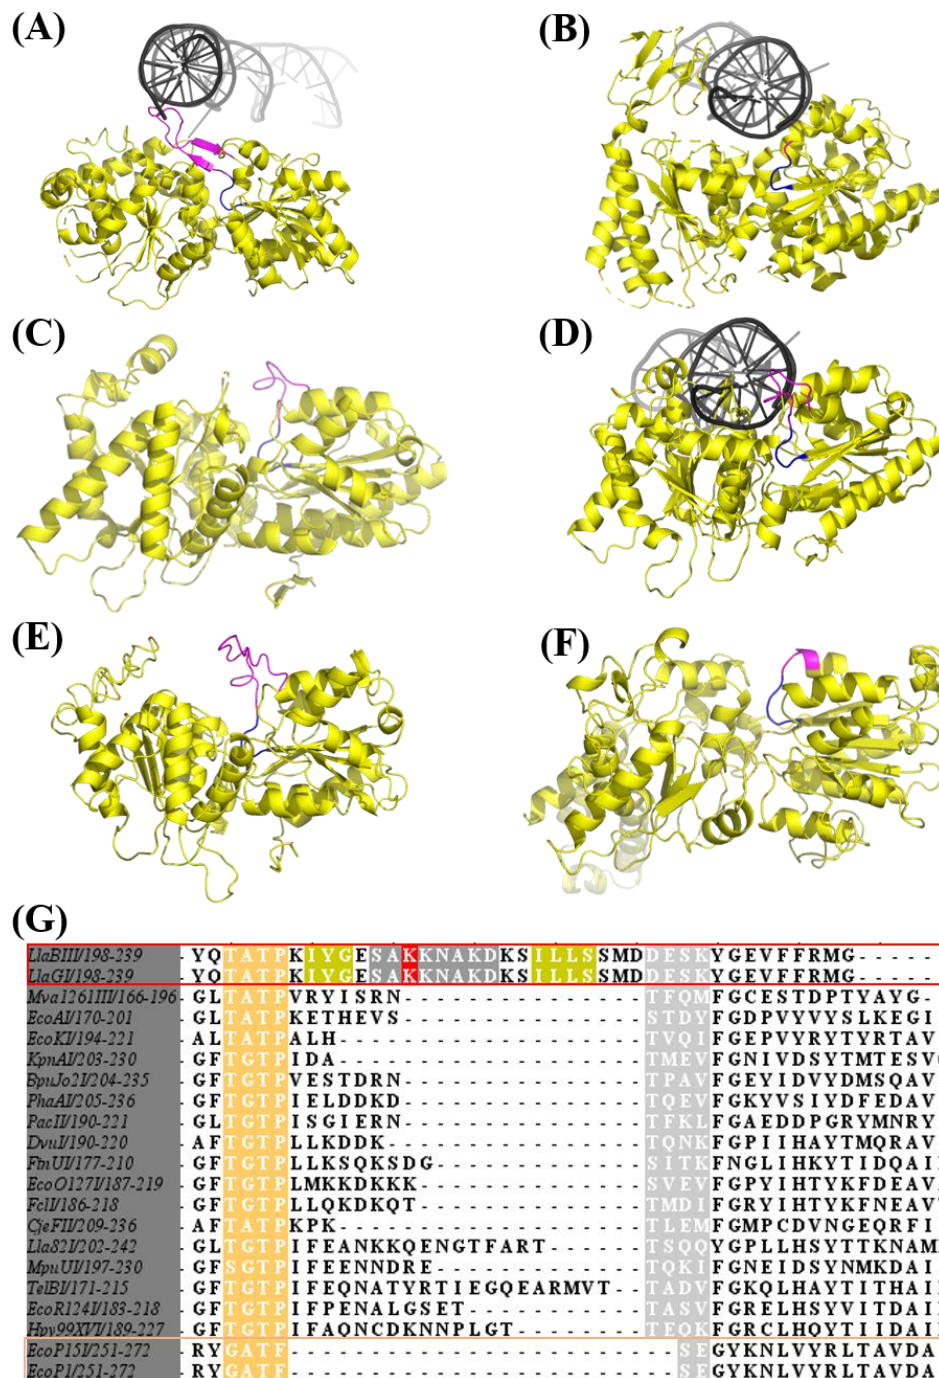 (A)
(B)
(C)
(D)
(E)
(F)
(G)
LlaBIII/198-239 - YQTATPKIYGESAKKNAKDKSILLSSMDDESKYGEVFFRMG-----
LlaGI/198-239 - YQTATPKIYGESAKKNAKDKSILLSSMDDESKYGEVFFRMG-----
Mva1261III/166-196 - GLTATPVRYISRN---------------TFQMFGCESTDPTYAYG-
EcoAI/170-201 - GLTATPKETHEVS---------------STDYFGDPVYVYSLKEGI
EcoKI/194-221 - ALTATPALH-------------------TVQIFGEPVYRYTYRTAV
KpnAI/203-230 - GFTGTPIDA-------------------TMEVFGNIVDSYTMTESV
BpuJo2I/204-235 - GFTGTPVESTDRN---------------TPAVFGEYIDVYDMSQAV
PhaAI/205-236 - GFTGTPIELDDKD---------------TQEVFGKYVSIYDFEDAV
PacII/190-221 - GLTGTPISGIERN---------------TFKLFGAEDDPGRYMNRY
DvuI/190-220 - AFTGTPLLKDDK----------------TQNKFGPIIHAYTMQRAV
FtnUI/177-210 - GFTGTPLLKSQKSDG-------------SITKFNGLIHKYTIDQAI
EcoO127I/187-219 - GFTGTPLMKKDKKK--------------SVEVFGPYIHTYKFDEAV
FclI/186-218 - GFTGTPLLQKDKQT--------------TMDIFGRYIHTYKFNEAV
CjeFII/209-236 - AFTATPKPK-------------------TLEMFGMPCDVNGEQRFI
Lla82I/202-242 - GLTGTPIFEANKKQENGTFART------TSQQYGPLLHSYTTKNAM
MpuUI/197-230 - GFSGTPIFEENNDRE-------------TQKIFGNEIDSYNMKDAI
TelBI/171-215 - GFTGTPIFEQNATYRTIEGQEARMVT--TADVFGKQLHAYTITHAI
EcoR124I/183-218 - GFTGTPIFPENALGSET-----------TASVFGRELHSYVITDAI
Hpy99XVI/189-227 - GFTGTPIFAQNCDKNNPLGT--------TFQKFGRCLHQYTIIDAI
EcoP15I/251-272 - RYGATF------------------------SEGYKNLVYRLTAVDA
EcoP1I/251-272 - RYGATF------------------------SEGYKNLVYRLTAVDA